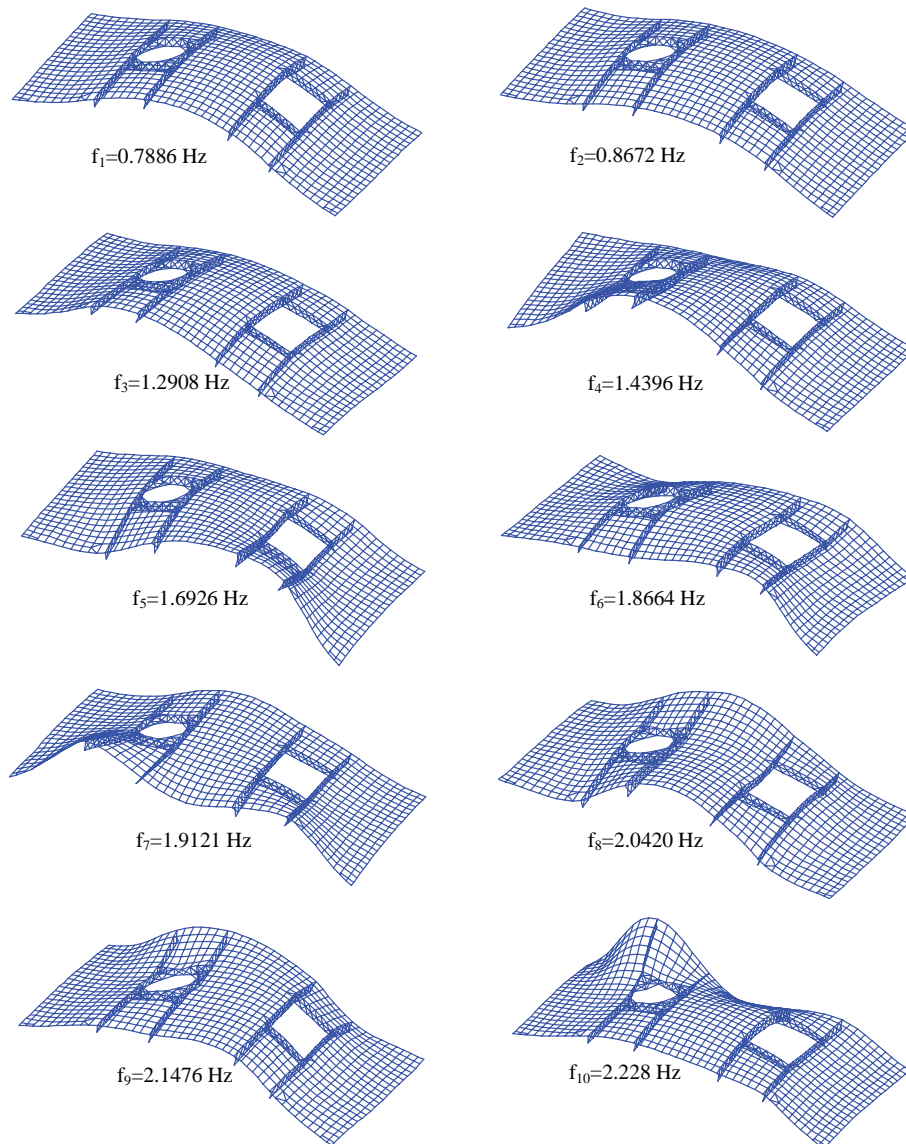 f₁=0.7886 Hz
f₂=0.8672 Hz
f₃=1.2908 Hz
f₄=1.4396 Hz
f₅=1.6926 Hz
f₆=1.8664 Hz
f₇=1.9121 Hz
f₈=2.0420 Hz
f₉=2.1476 Hz
f₁₀=2.228 Hz